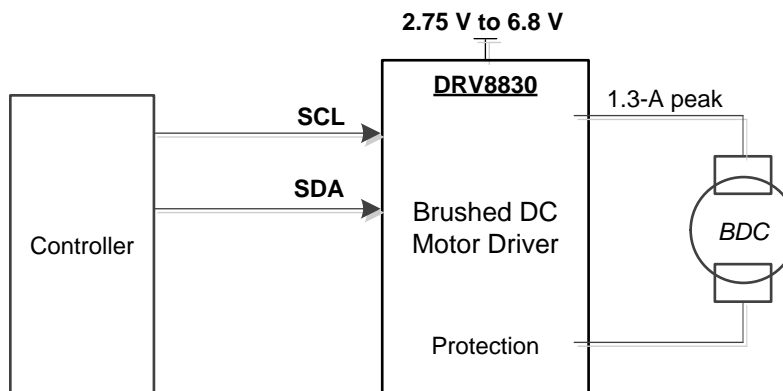 2.75 V to 6.8 V
DRV8830
1.3-A peak
SCL
SDA
Controller
Brushed DC
Motor Driver
BDC
Protection